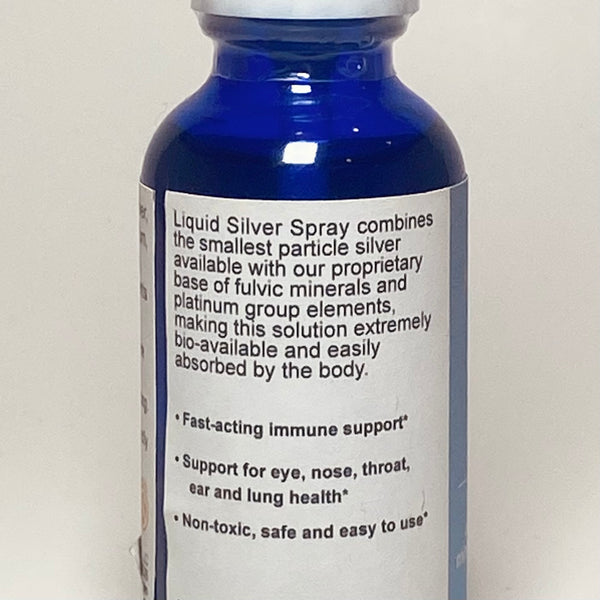 Liquid Silver Spray combines
the smallest particle silver
available with our proprietary
base of fulvic minerals and
platinum group elements,
making this solution extremely
bio-available and easily
absorbed by the body.
• Fast-acting immune support*
• Support for eye, nose, throat,
ear and lung health*
• Non-toxic, safe and easy to use*